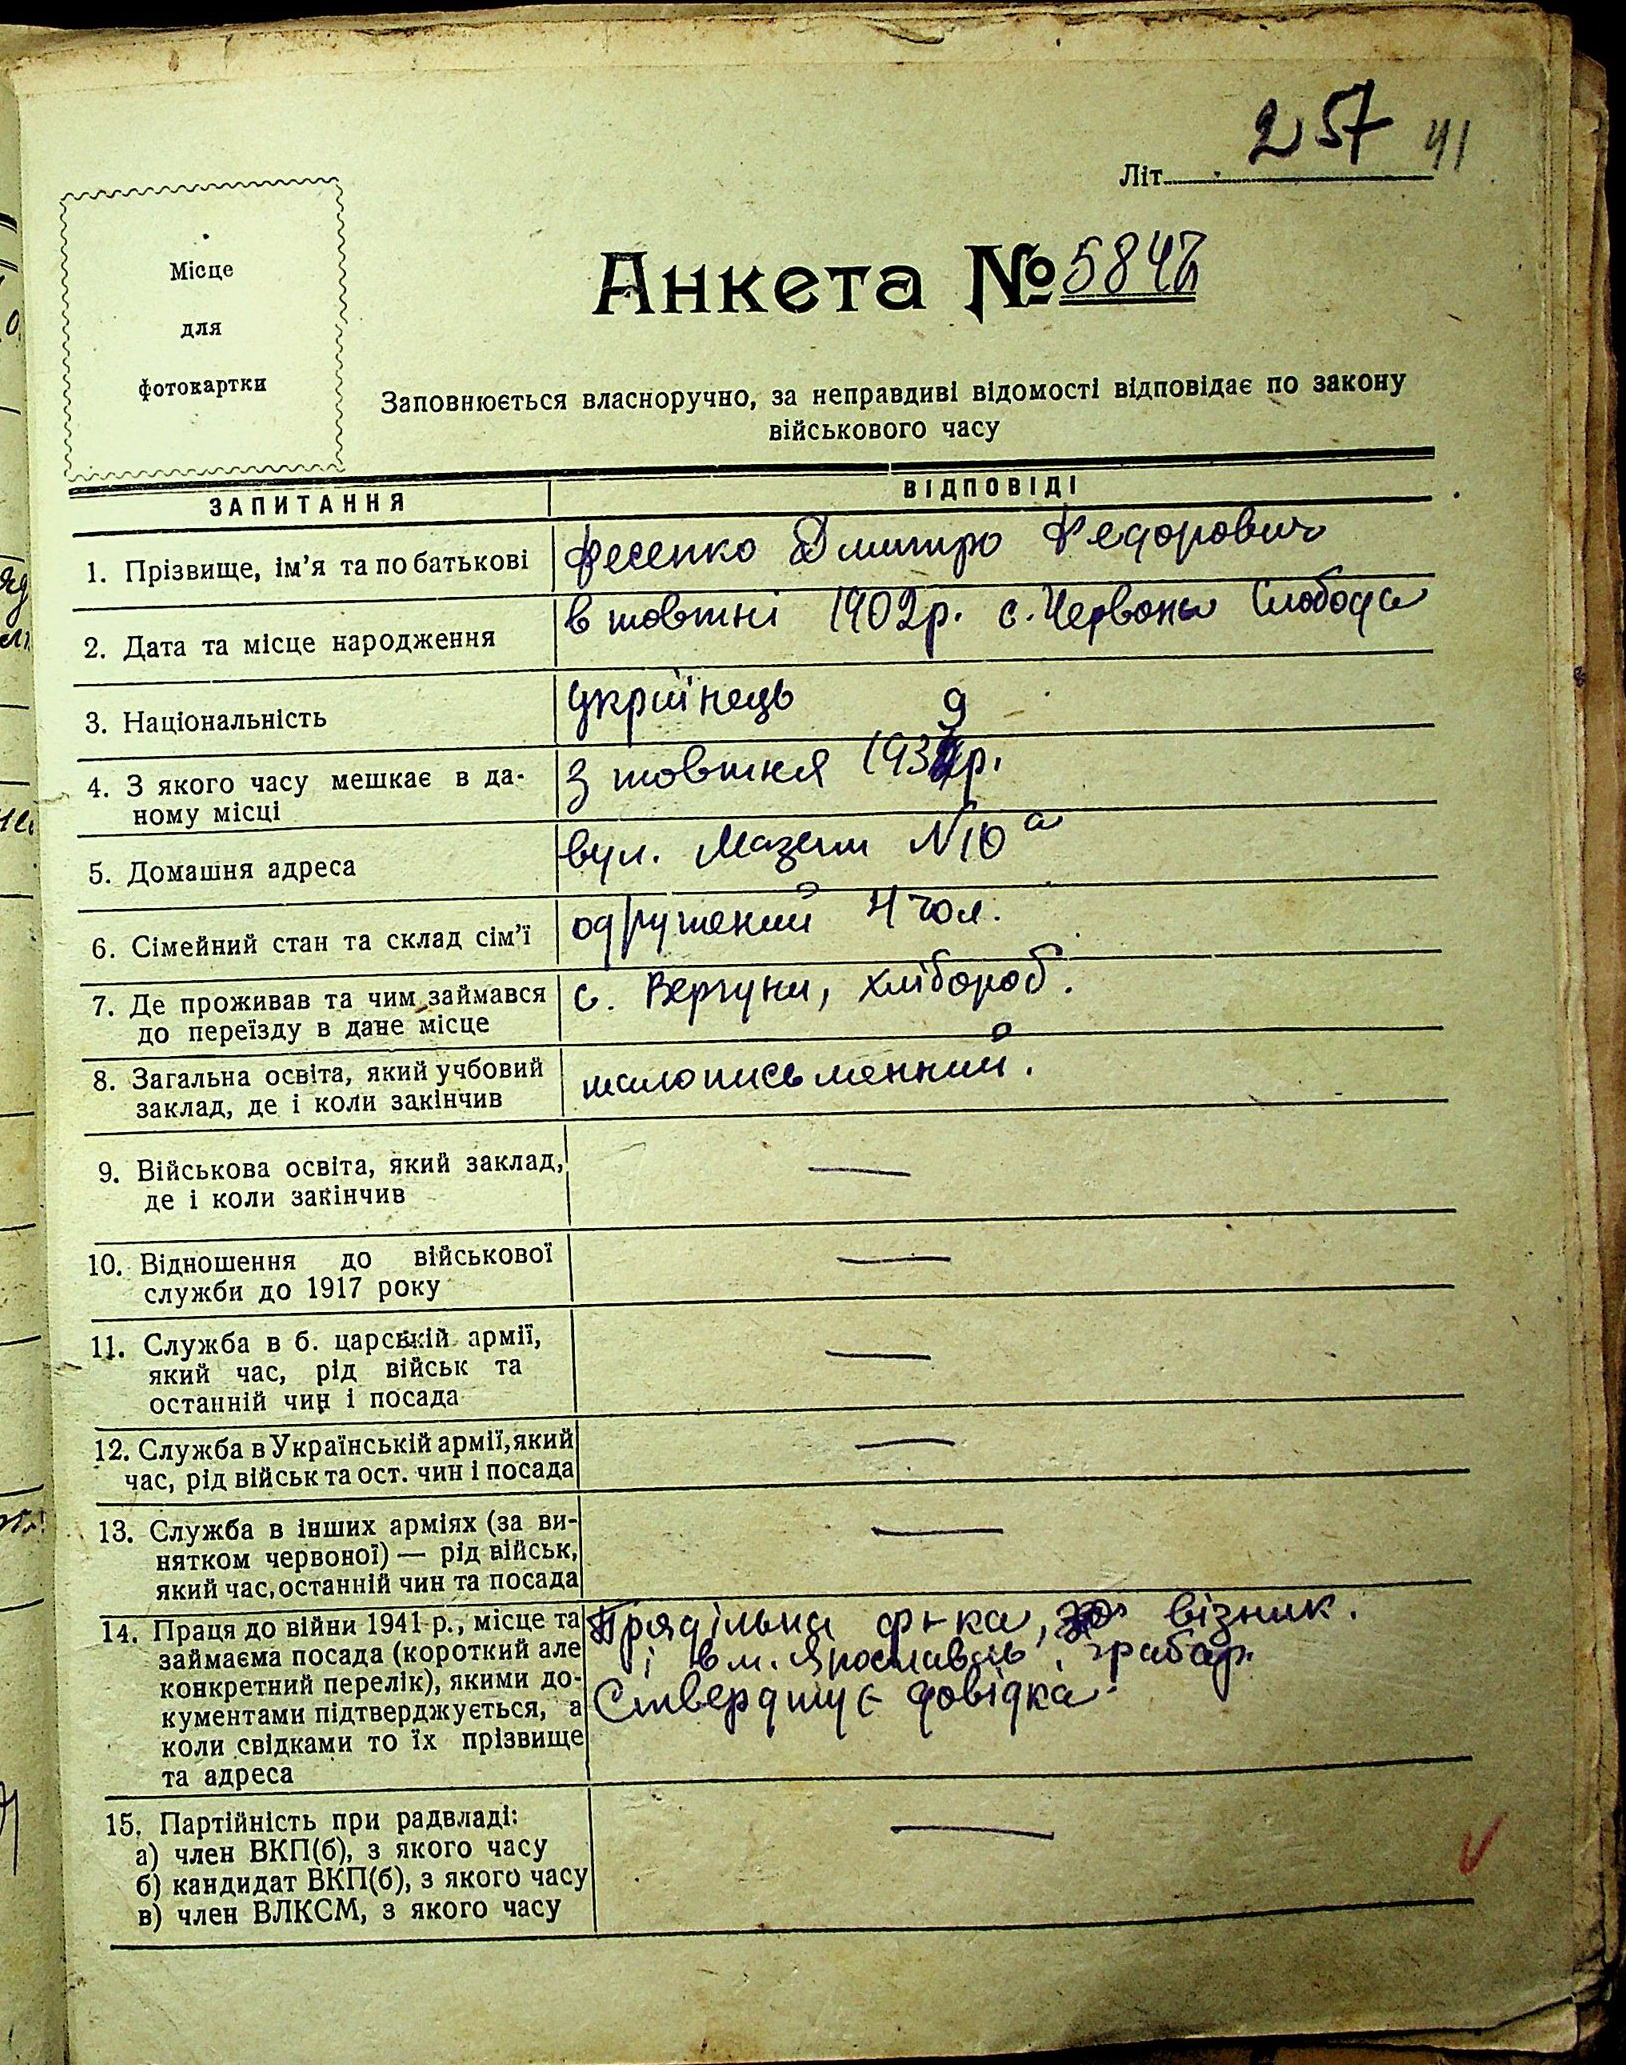 257 41
Літ.
Анкета № 5847
Місце
для
фотокартки
Заповнюється власноручно, за неправдиві відомості відповідає по закону
військового часу
ЗАПИТАННЯ ВІДПОВІДІ
1. Прізвище, ім'я та по батькові Фесенко Дмитро Федорович
2. Дата та місце народження в жовтні 1902р. с. Червона Слобода
3. Національність українець
4. З якого часу мешкає в да- З жовтня 1939р.
ному місці
5. Домашня адреса вул. Мазепи №10а
6. Сімейний стан та склад сім'ї одружений 4 чол.
7. Де проживав та чим займався с. Вергуни, хлібороб.
до переїзду в дане місце
8. Загальна освіта, який учбовий малописьменний.
заклад, де і коли закінчив
9. Військова освіта, який заклад, —
де і коли закінчив
10. Відношення до військової —
служби до 1917 року
11. Служба в б. царській армії, —
який час, рід військ та
останній чин і посада
12. Служба в Українській армії, який —
час, рід військ та ост. чин і посада
13. Служба в інших арміях (за ви- —
нятком червоної) — рід військ,
який час, останній чин та посада
14. Праця до війни 1941 р., місце та Прядільна ф-ка, візник.
займаєма посада (короткий але і в м. Ярославль, грабар.
конкретний перелік), якими до- Стверджує довідка
кументами підтверджується, а
коли свідками то їх прізвище
та адреса
15. Партійність при радвладі: —
а) член ВКП(б), з якого часу
б) кандидат ВКП(б), з якого часу
в) член ВЛКСМ, з якого часу